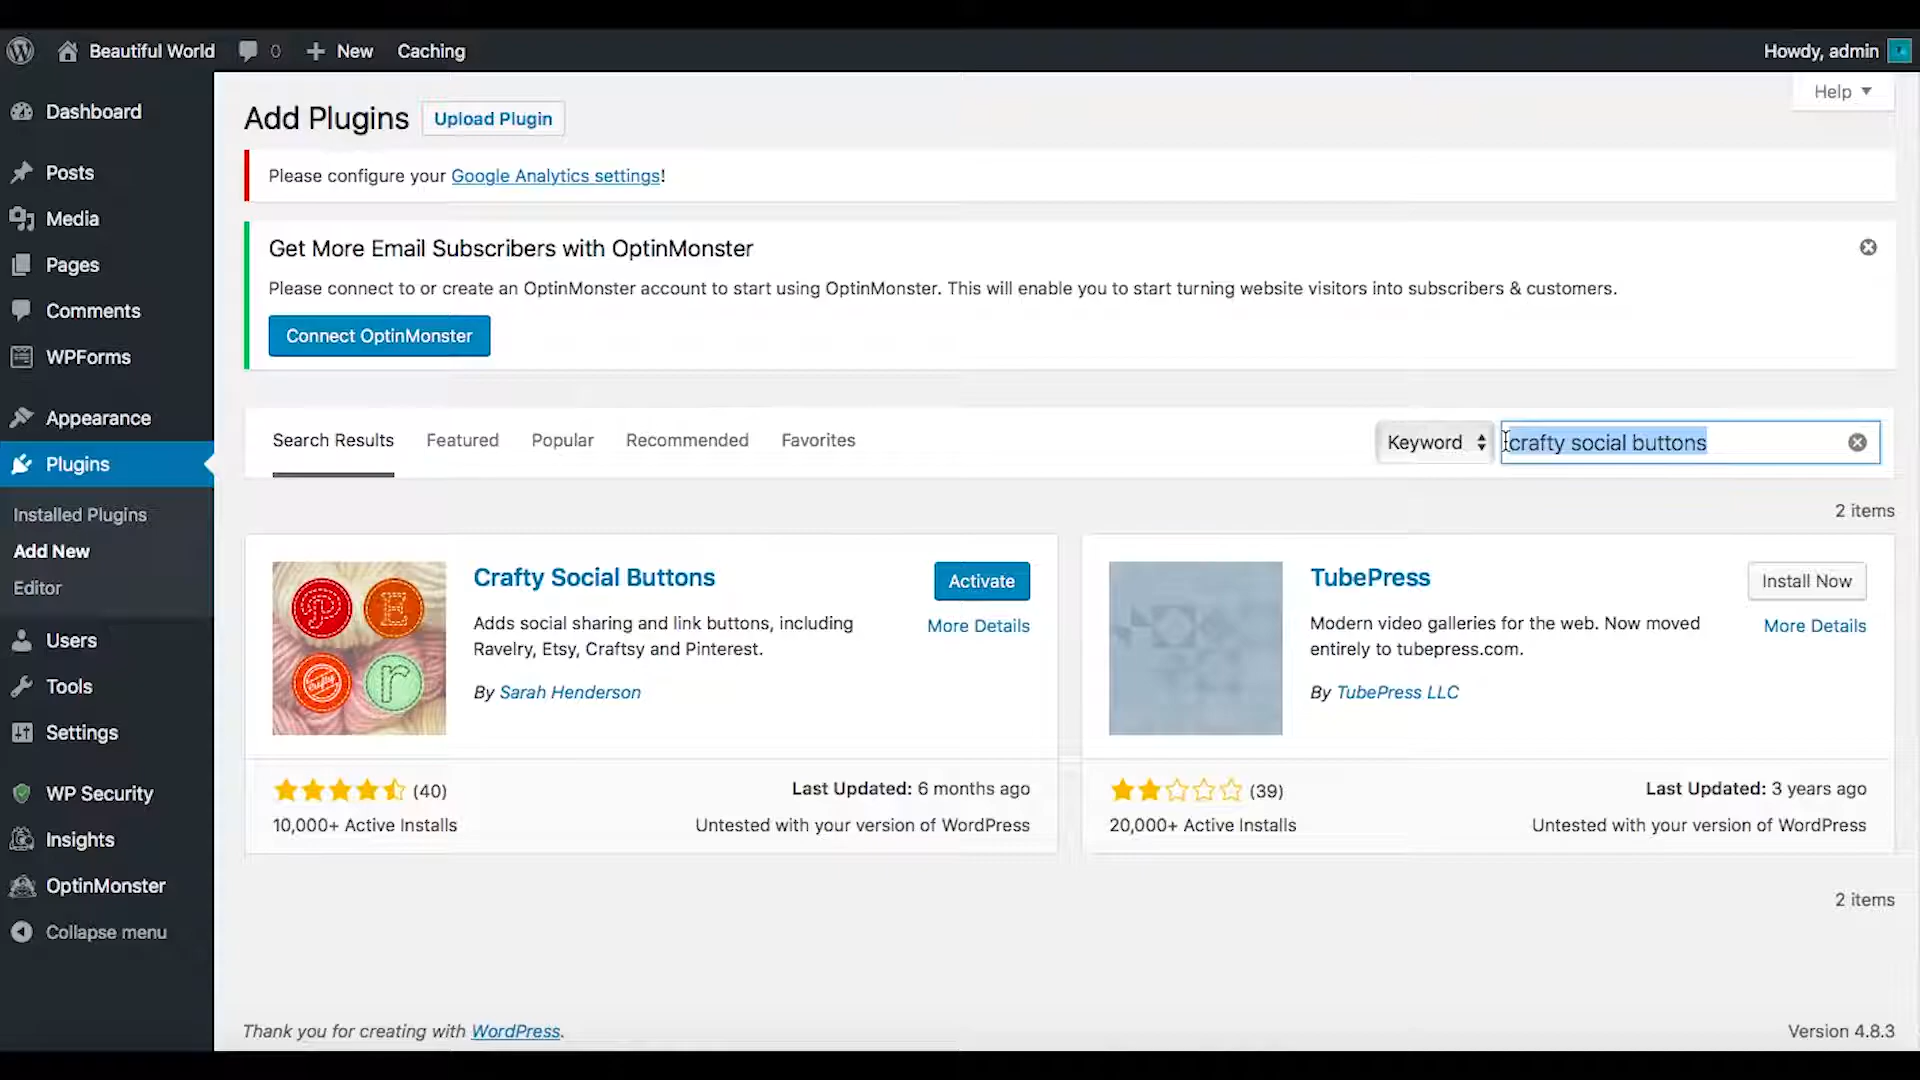 Beautiful World
0
New
Caching
Howdy, admin
Dashboard
Posts
Media
Pages
Comments
WPForms
Appearance
Plugins
Installed Plugins
Add New
Editor
Users
Tools
Settings
WP Security
Insights
OptinMonster
Collapse menu
Help
Add Plugins
Upload Plugin
Please configure your Google Analytics settings!
Get More Email Subscribers with OptinMonster
Please connect to or create an OptinMonster account to start using OptinMonster. This will enable you to start turning website visitors into subscribers & customers.
Connect OptinMonster
Search Results
Featured
Popular
Recommended
Favorites
Keyword
crafty social buttons
2 items
Crafty Social Buttons
Activate
More Details
Adds social sharing and link buttons, including
Ravelry, Etsy, Craftsy and Pinterest.
By Sarah Henderson
(40)
10,000+ Active Installs
Last Updated: 6 months ago
Untested with your version of WordPress
TubePress
Install Now
More Details
Modern video galleries for the web. Now moved
entirely to tubepress.com.
By TubePress LLC
(39)
20,000+ Active Installs
Last Updated: 3 years ago
Untested with your version of WordPress
2 items
Thank you for creating with WordPress.
Version 4.8.3